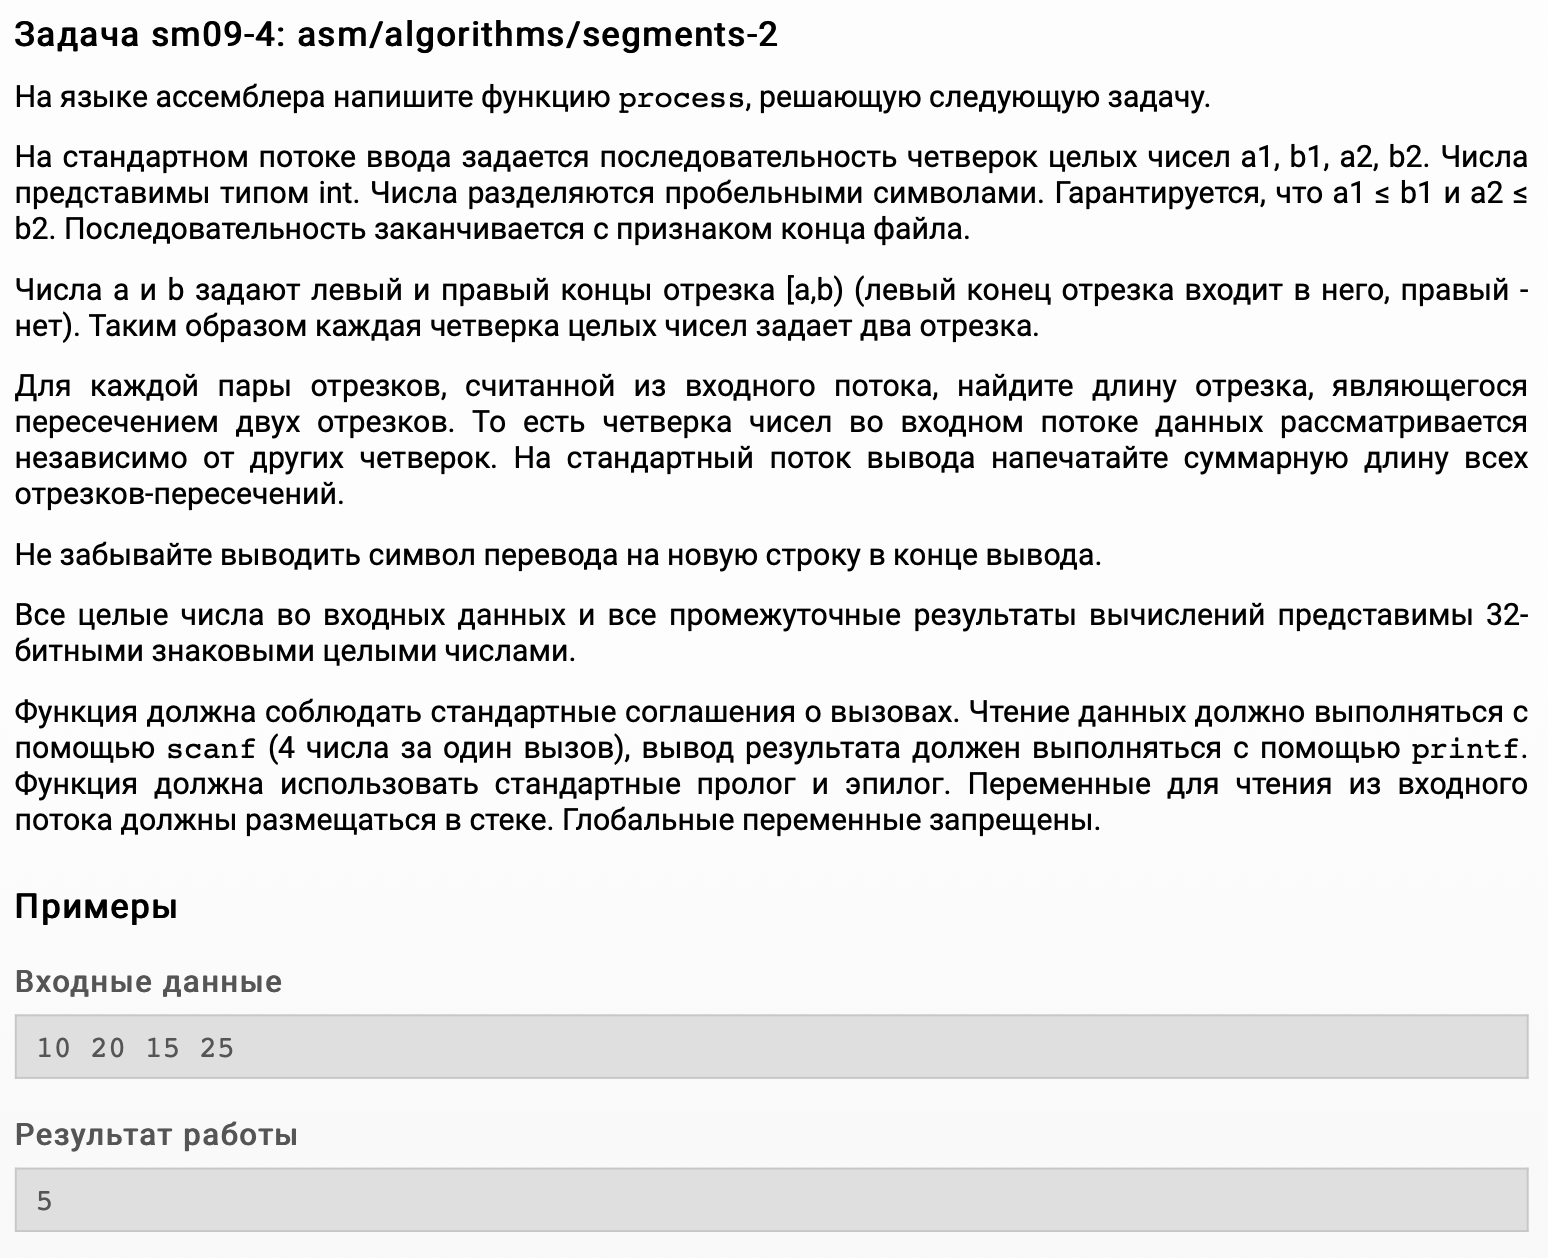 Задача sm09-4: asm/algorithms/segments-2
На языке ассемблера напишите функцию process, решающую следующую задачу.
На стандартном потоке ввода задается последовательность четверок целых чисел a1, b1, a2, b2. Числа
представимы типом int. Числа разделяются пробельными символами. Гарантируется, что a1 ≤ b1 и a2 ≤
b2. Последовательность заканчивается с признаком конца файла.
Числа a и b задают левый и правый концы отрезка [a,b) (левый конец отрезка входит в него, правый -
нет). Таким образом каждая четверка целых чисел задает два отрезка.
Для каждой пары отрезков, считанной из входного потока, найдите длину отрезка, являющегося
пересечением двух отрезков. То есть четверка чисел во входном потоке данных рассматривается
независимо от других четверок. На стандартный поток вывода напечатайте суммарную длину всех
отрезков-пересечений.
Не забывайте выводить символ перевода на новую строку в конце вывода.
Все целые числа во входных данных и все промежуточные результаты вычислений представимы 32-
битными знаковыми целыми числами.
Функция должна соблюдать стандартные соглашения о вызовах. Чтение данных должно выполняться с
помощью scanf (4 числа за один вызов), вывод результата должен выполняться с помощью printf.
Функция должна использовать стандартные пролог и эпилог. Переменные для чтения из входного
потока должны размещаться в стеке. Глобальные переменные запрещены.
Примеры
Входные данные
10 20 15 25
Результат работы
5